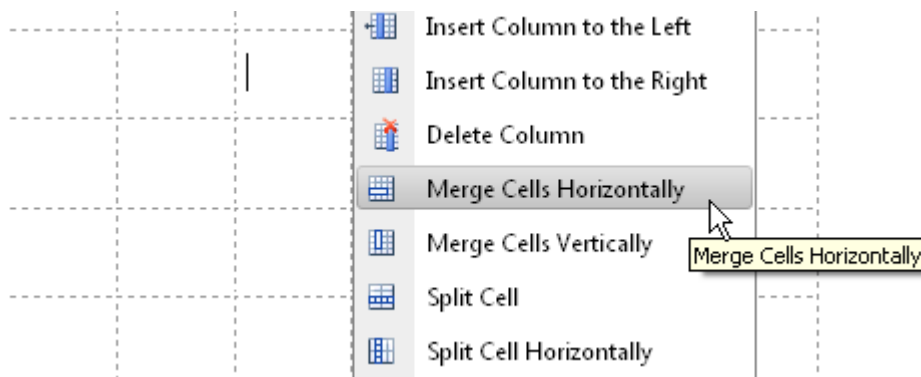 Insert Column to the Left
Insert Column to the Right
Delete Column
Merge Cells Horizontally
Merge Cells Vertically
Merge Cells Horizontally
Split Cell
Split Cell Horizontally